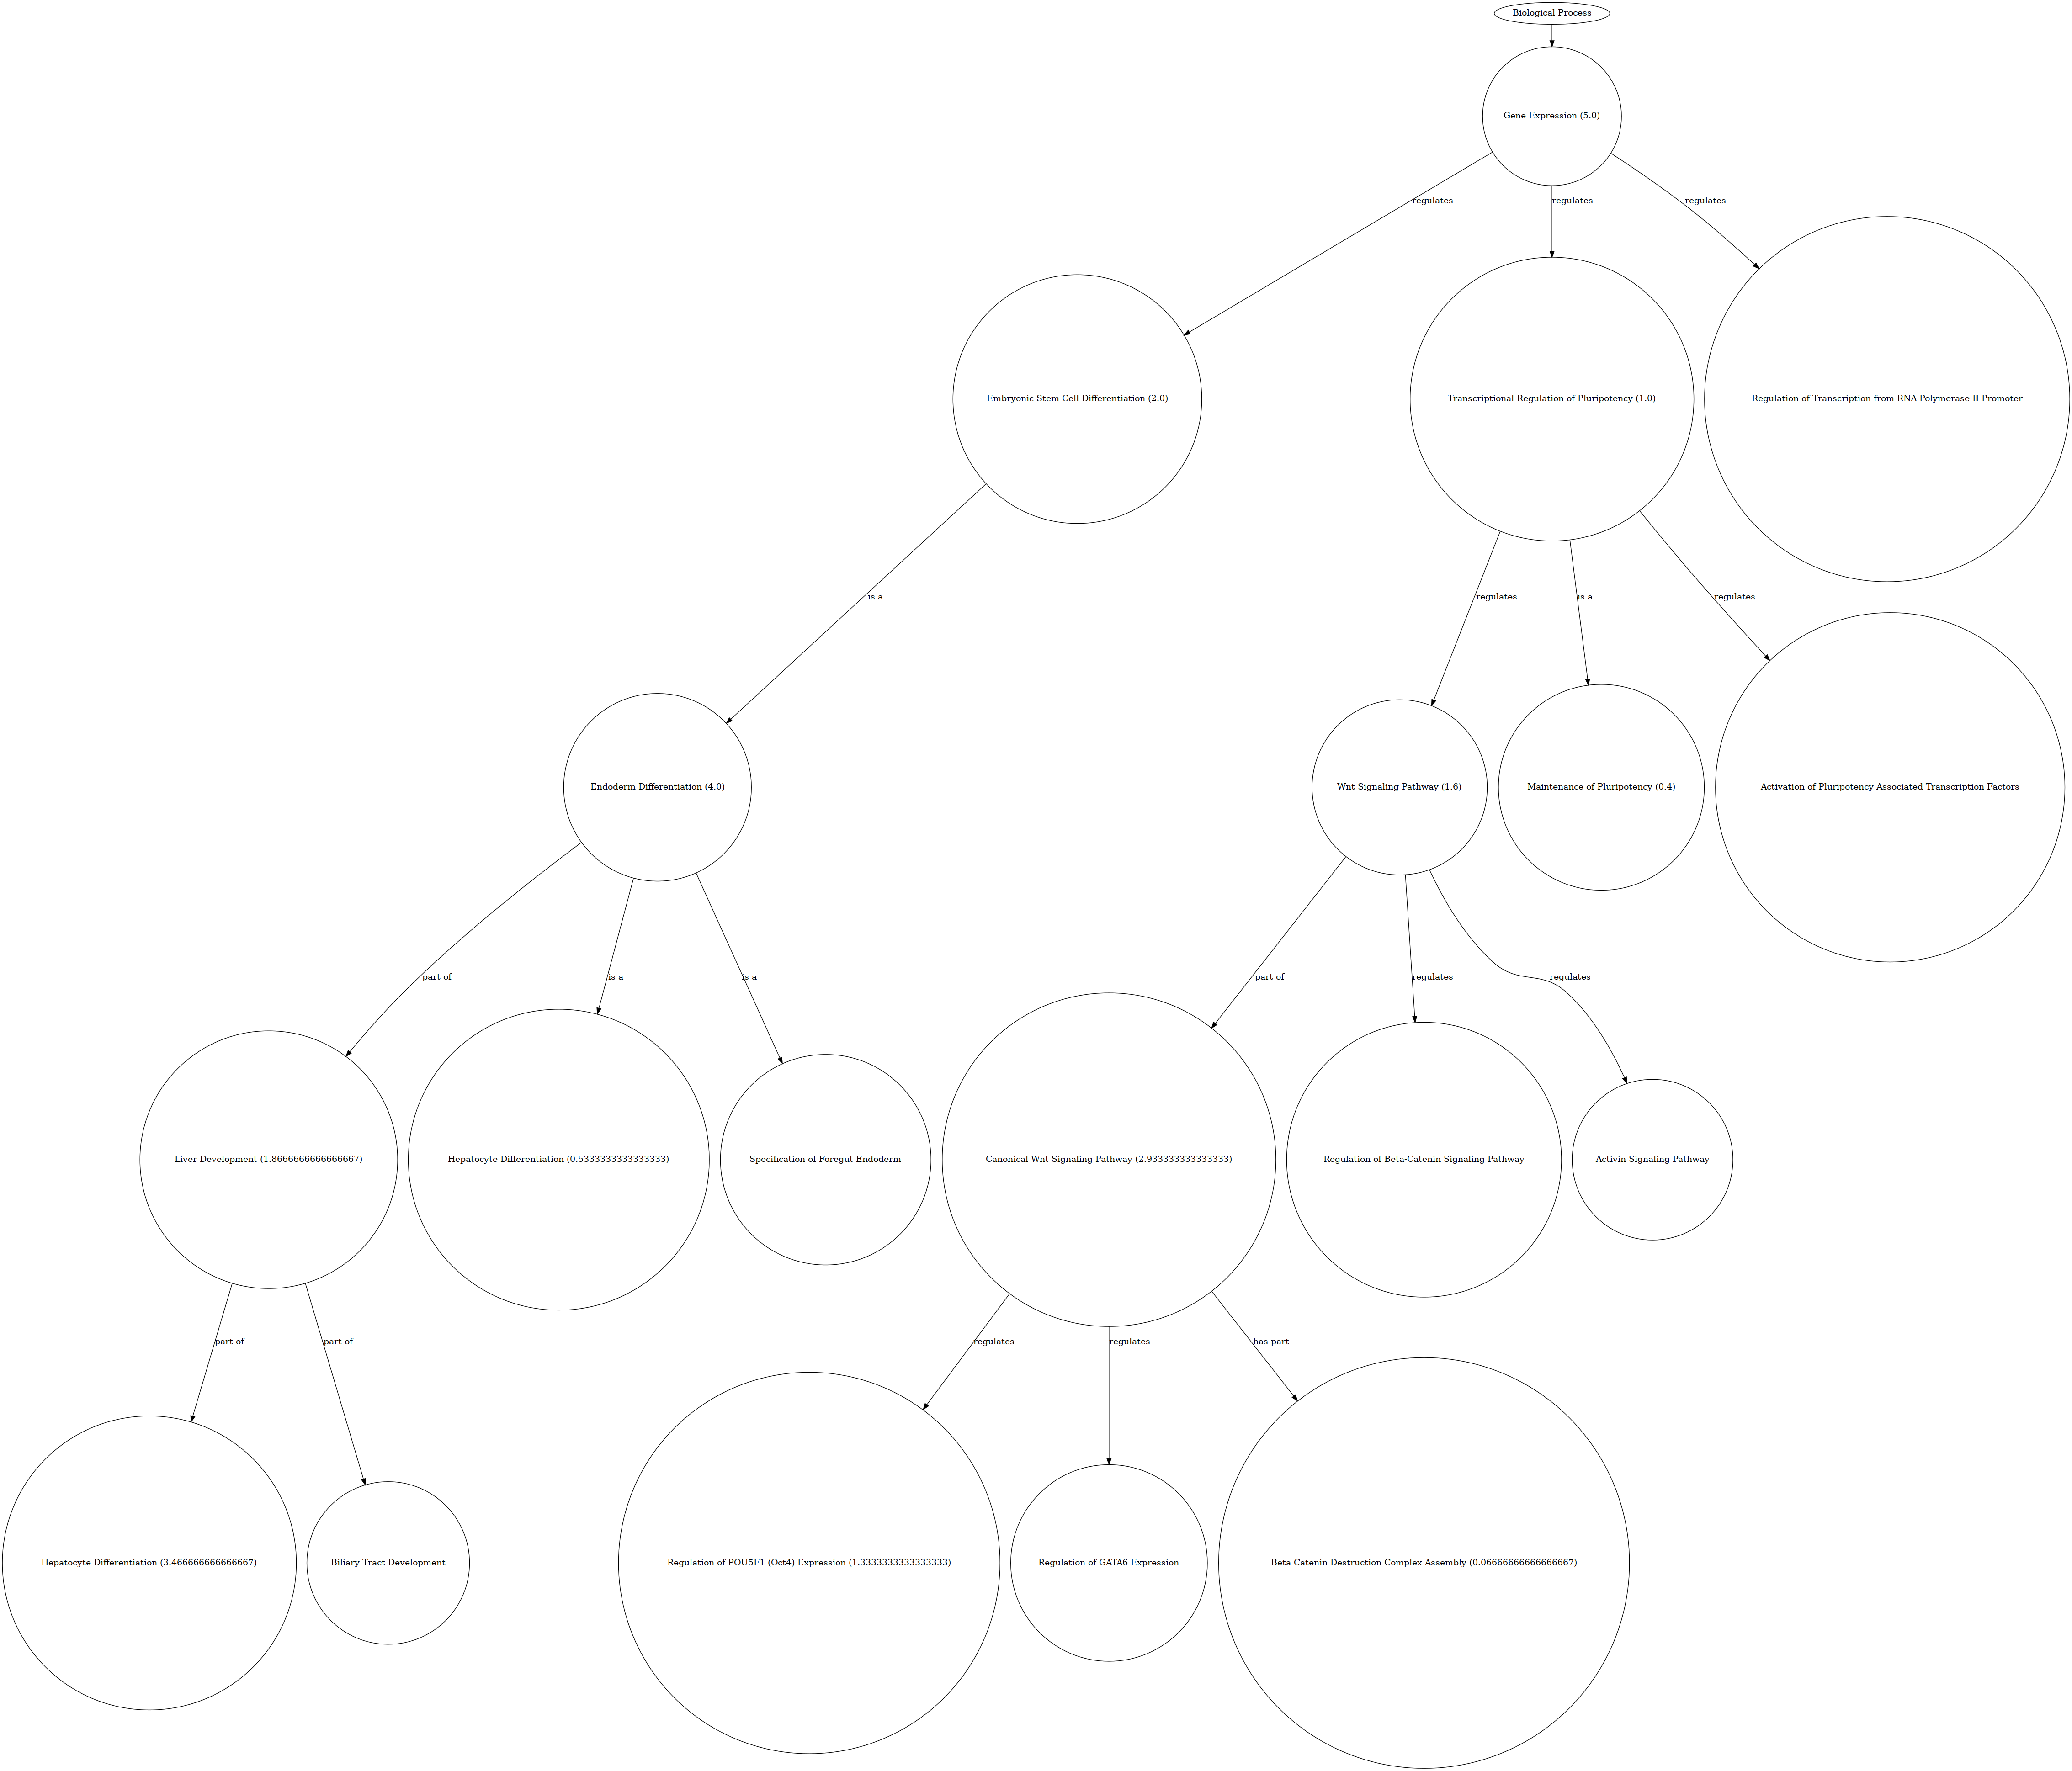 Biological Process
Gene Expression (5.0)
regulates
regulates
regulates
Embryonic Stem Cell Differentiation (2.0)
Transcriptional Regulation of Pluripotency (1.0)
Regulation of Transcription from RNA Polymerase II Promoter
is a
regulates
is a
regulates
Endoderm Differentiation (4.0)
Wnt Signaling Pathway (1.6)
Maintenance of Pluripotency (0.4)
Activation of Pluripotency-Associated Transcription Factors
part of
is a
is a
part of
regulates
regulates
Liver Development (1.8666666666666667)
Hepatocyte Differentiation (0.5333333333333333)
Specification of Foregut Endoderm
Canonical Wnt Signaling Pathway (2.933333333333333)
Regulation of Beta-Catenin Signaling Pathway
Activin Signaling Pathway
part of
part of
regulates
regulates
has part
Hepatocyte Differentiation (3.466666666666667)
Biliary Tract Development
Regulation of POU5F1 (Oct4) Expression (1.3333333333333333)
Regulation of GATA6 Expression
Beta-Catenin Destruction Complex Assembly (0.06666666666666667)